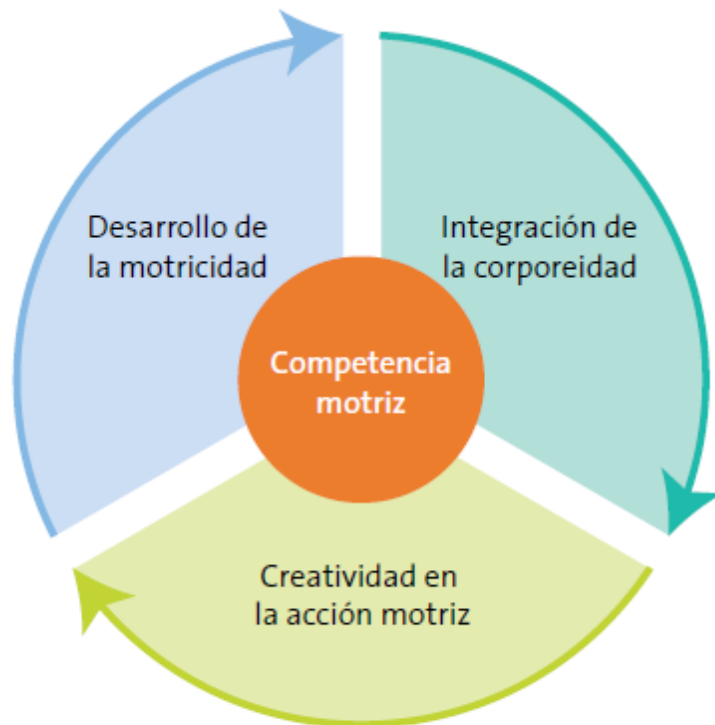 Desarrollo de
la motricidad
Integración de
la corporeidad
Competencia
motriz
Creatividad en
la acción motriz